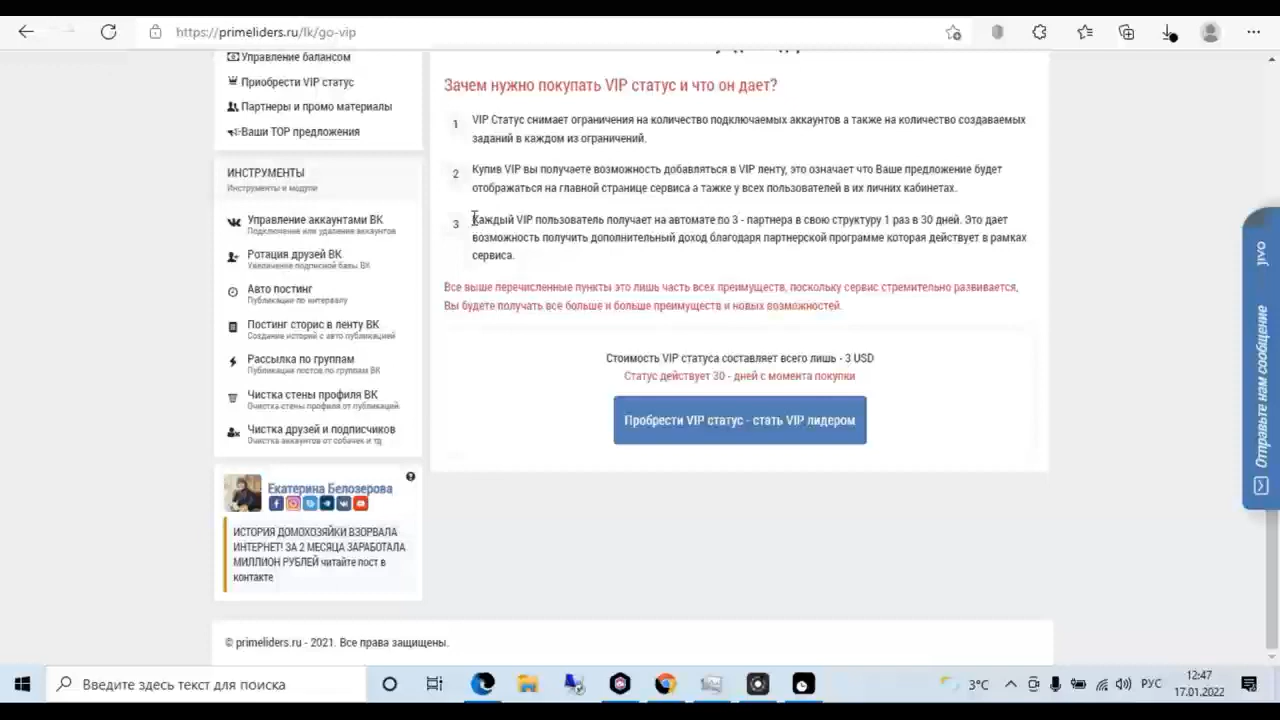 https://primeliders.ru/lk/go-vip
Управление балансом
Приобрести VIP статус
Партнеры и промо материалы
Ваши TOP предложения
ИНСТРУМЕНТЫ
Инструменты и модули
Управление аккаунтами ВК
Подключение или удаление аккаунтов
Ротация друзей ВК
Увеличение подписной базы ВК
Авто постинг
Публикации по интервалу
Постинг сторис в ленту ВК
Создание историй с авто публикацией
Рассылка по группам
Публикация постов по группам ВК
Чистка стены профиля ВК
Очистка стены профиля от публикаций
Чистка друзей и подписчиков
Очистка аккаунтов от собачек и тд
Екатерина Белозерова
ИСТОРИЯ ДОМОХОЗЯЙКИ ВЗОРВАЛА
ИНТЕРНЕТ! ЗА 2 МЕСЯЦА ЗАРАБОТАЛА
МИЛЛИОН РУБЛЕЙ читайте пост в
контакте
Зачем нужно покупать VIP статус и что он дает?
1 VIP Статус снимает ограничения на количество подключаемых аккаунтов а также на количество создаваемых
заданий в каждом из ограничений.
2 Купив VIP вы получаете возможность добавляться в VIP ленту, это означает что Ваше предложение будет
отображаться на главной странице сервиса а также у всех пользователей в их личных кабинетах.
3 Каждый VIP пользователь получает на автомате по 3 - партнера в свою структуру 1 раз в 30 дней. Это дает
возможность получить дополнительный доход благодаря партнерской программе которая действует в рамках
сервиса.
Все выше перечисленные пункты это лишь часть всех преимуществ, поскольку сервис стремительно развивается,
Вы будете получать все больше и больше преимуществ и новых возможностей.
Стоимость VIP статуса составляет всего лишь - 3 USD
Статус действует 30 - дней с момента покупки
Пробрести VIP статус - стать VIP лидером
jivo
Отправьте нам сообщение
© primeliders.ru - 2021. Все права защищены.
Введите здесь текст для поиска
3°C
РУС
12:47
17.01.2022